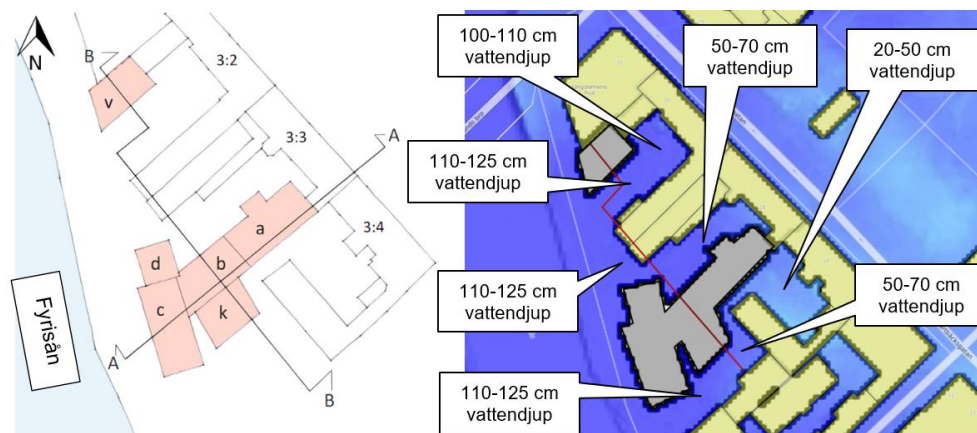 N
B
3:2
v
A
3:3
a
3:4
b
d
c
k
Fyrisån
A
B
100-110 cm
vattendjup
50-70 cm
vattendjup
20-50 cm
vattendjup
110-125 cm
vattendjup
110-125 cm
vattendjup
50-70 cm
vattendjup
110-125 cm
vattendjup